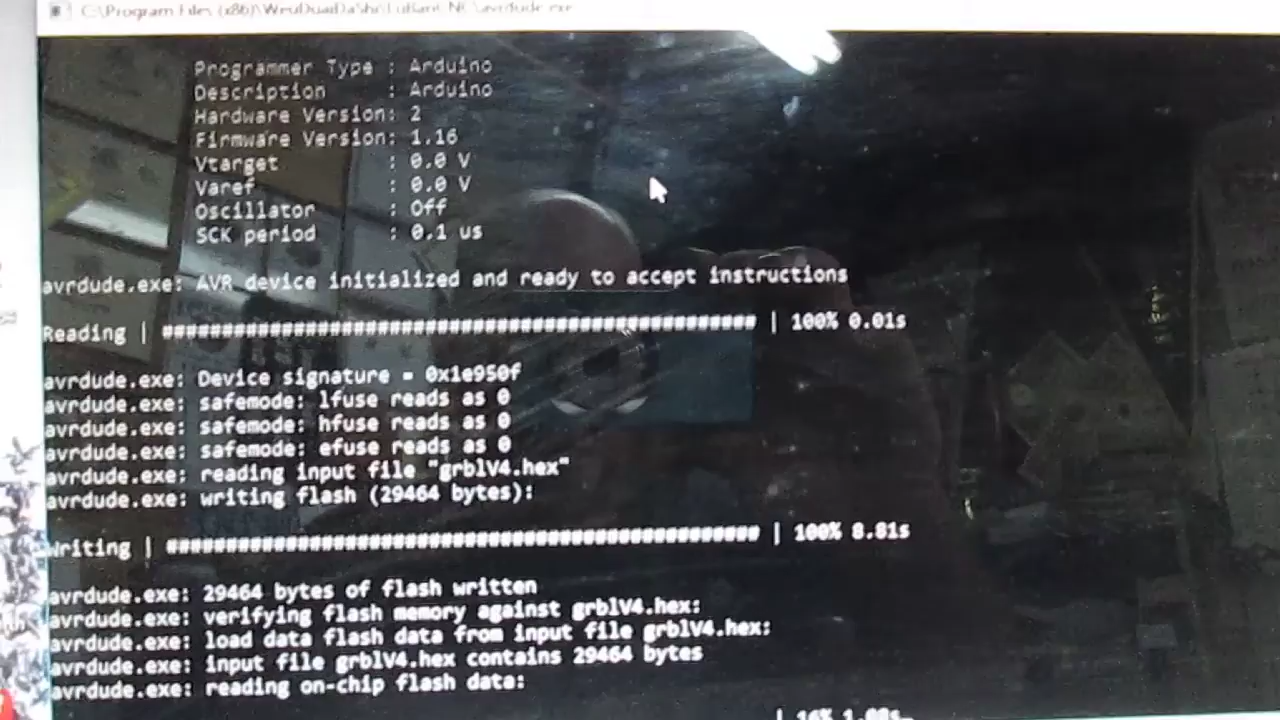 C:\Program Files (x86)\
Programmer Type : Arduino
Description : Arduino
Hardware Version: 2
Firmware Version: 1.16
Vtarget : 0.0 V
Varef : 0.0 V
Oscillator : Off
SCK period : 0.1 us
avrdude.exe: AVR device initialized and ready to accept instructions
Reading | ################################################## | 100% 0.01s
avrdude.exe: Device signature = 0x1e950f
avrdude.exe: safemode: lfuse reads as 0
avrdude.exe: safemode: hfuse reads as 0
avrdude.exe: safemode: efuse reads as 0
avrdude.exe: reading input file "grblV4.hex"
avrdude.exe: writing flash (29464 bytes):
Writing | ################################################## | 100% 8.81s
avrdude.exe: 29464 bytes of flash written
avrdude.exe: verifying flash memory against grblV4.hex:
avrdude.exe: load data flash data from input file grblV4.hex:
avrdude.exe: input file grblV4.hex contains 29464 bytes
avrdude.exe: reading on-chip flash data:
| 16%